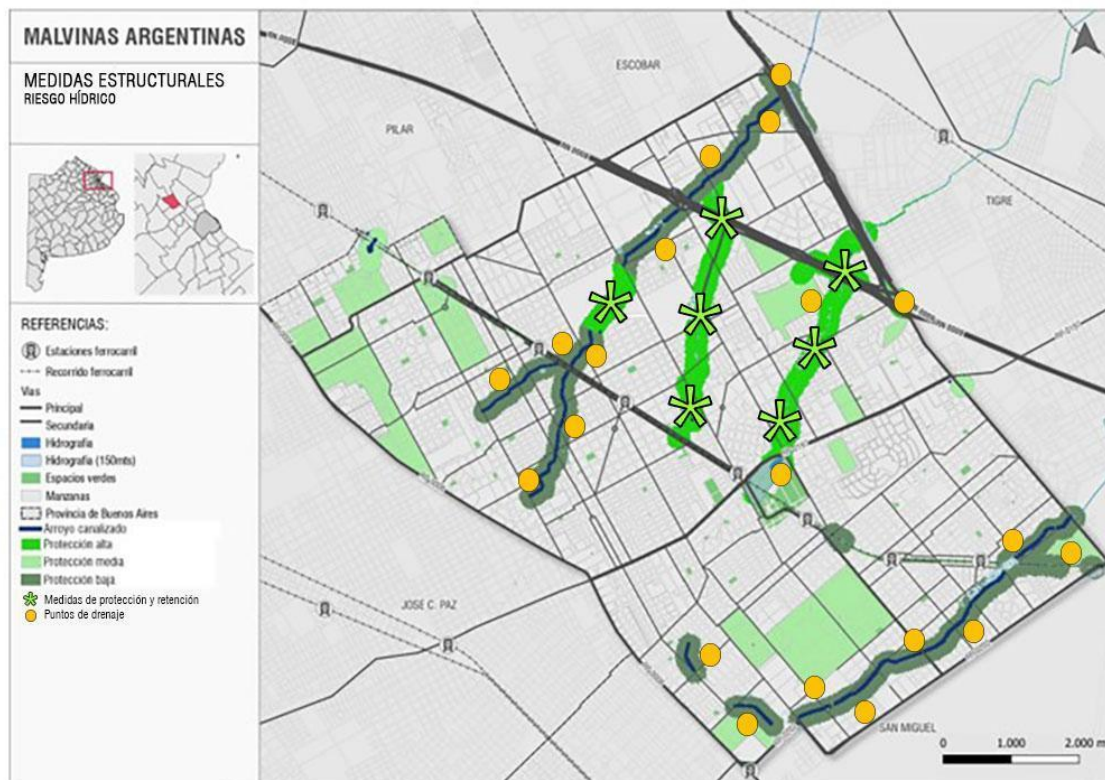 MALVINAS ARGENTINAS
MEDIDAS ESTRUCTURALES
RIESGO HÍDRICO
REFERENCIAS:
Estaciones ferrocarril
Recorrido ferrocarril
Vias
Principal
Secundaria
Hidrografia
Hidrografia (150mts)
Espacios verdes
Manzanas
Provincia de Buenos Aires
Arroyo canalizado
Protección alta
Protección media
Protección baja
Medidas de protección y retención
Puntos de drenaje
ESCOBAR
PILAR
TIGRE
JOSE C. PAZ
SAN MIGUEL
0 1.000 2.000 m